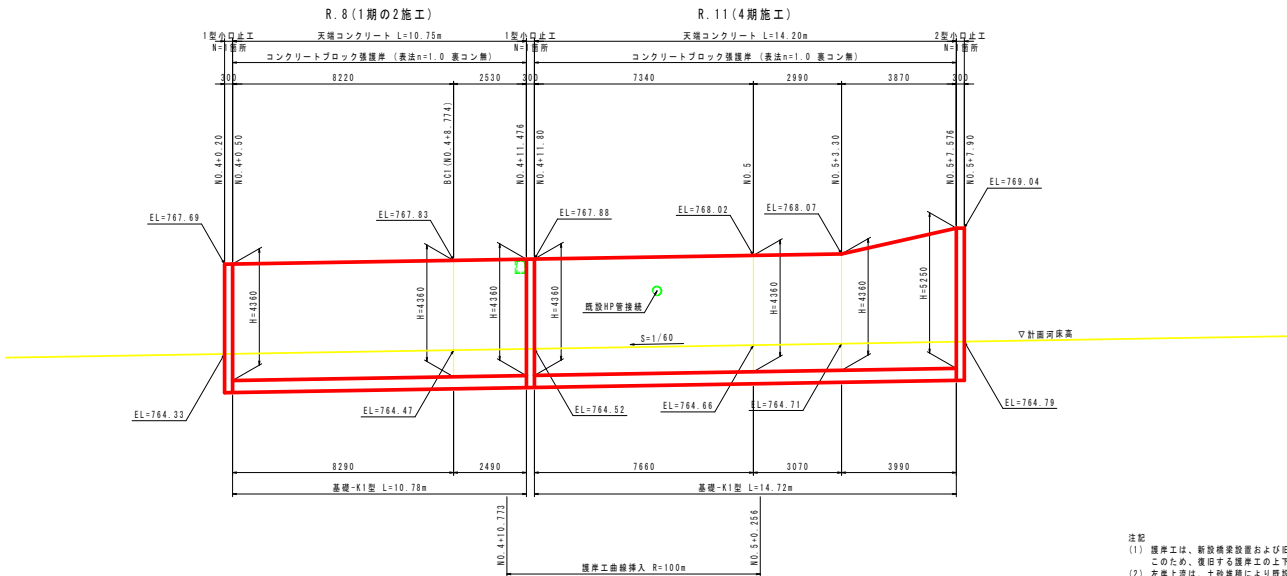 R.8(1期の2施工)
R.11(4期施工)
1型小口止工
天端コンクリート L=10.75m
1型小口止工
天端コンクリート L=14.20m
2型小口止工
N=1箇所
N=1箇所
N=1箇所
コンクリートブロック張護岸 (表法n=1.0 裏コン無)
コンクリートブロック張護岸 (表法n=1.0 裏コン無)
300
8220
2530
300
7340
2990
3870
300
NO.4+0.20
NO.4+0.50
BC1(NO.4+8.774)
NO.4+11.476
NO.4+11.80
NO.5
NO.5+3.30
NO.5+7.576
NO.5+7.90
EL=767.69
EL=767.83
EL=767.88
EL=768.02
EL=768.07
EL=769.04
H=4360
H=4360
H=4360
H=4360
H=4360
H=4360
H=5250
既設HP管接続
S=1/60
▽計画河床高
EL=764.33
EL=764.47
EL=764.52
EL=764.66
EL=764.71
EL=764.79
8290
2490
7660
3070
3990
基礎-K1型 L=10.78m
基礎-K1型 L=14.72m
NO.4+10.773
NO.5+0.256
護岸工曲線挿入 R=100m
注記
(1) 護岸工は、新設橋梁設置および旧
このため、復旧する護岸工の上下
(2) 左岸上流は、土砂堆積により既設